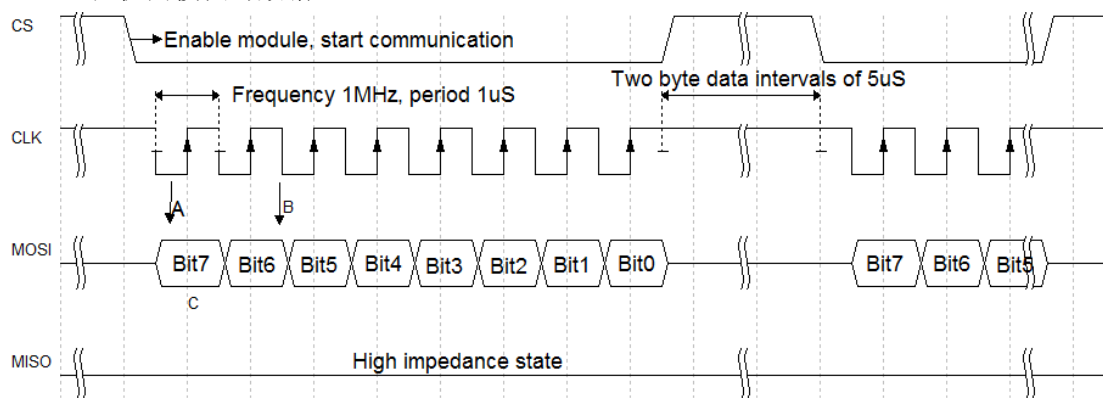 CS
Enable module, start communication
Two byte data intervals of 5uS
Frequency 1MHz, period 1uS
CLK
A
B
MOSI
Bit7 Bit6 Bit5 Bit4 Bit3 Bit2 Bit1 Bit0 Bit7 Bit6 Bit5
C
MISO
High impedance state